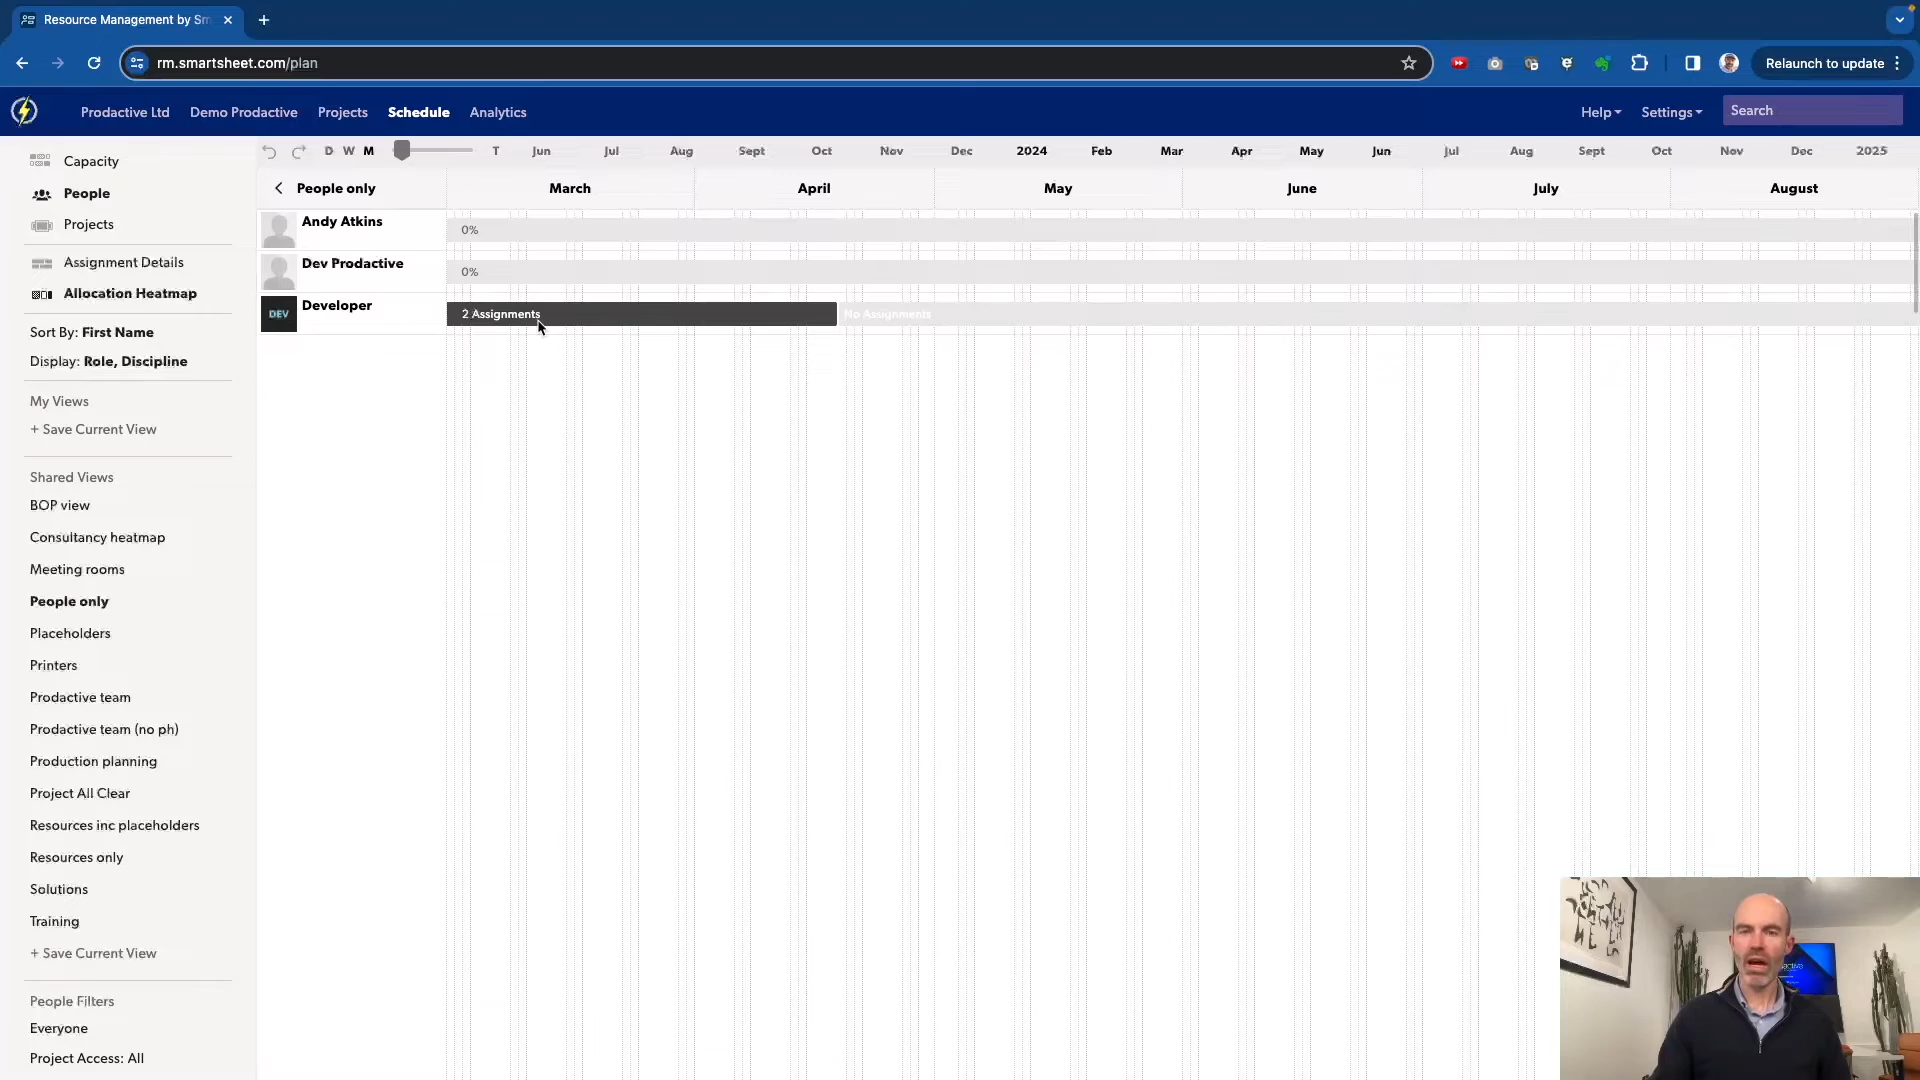 Resource Management by Sm
rm.smartsheet.com/plan
Relaunch to update
Prodactive Ltd
Demo Prodactive
Projects
Schedule
Analytics
Help
Settings
Search
Capacity
People
Projects
Assignment Details
Allocation Heatmap
Sort By: First Name
Display: Role, Discipline
My Views
+ Save Current View
Shared Views
BOP view
Consultancy heatmap
Meeting rooms
People only
Placeholders
Printers
Prodactive team
Prodactive team (no ph)
Production planning
Project All Clear
Resources inc placeholders
Resources only
Solutions
Training
+ Save Current View
People Filters
Everyone
Project Access: All
D W M
T Jun Jul Aug Sept Oct Nov Dec 2024 Feb Mar Apr May Jun Jul Aug Sept Oct Nov Dec 2025
People only
March April May June July August
Andy Atkins
0%
Dev Prodactive
0%
DEV
Developer
2 Assignments
No Assignments